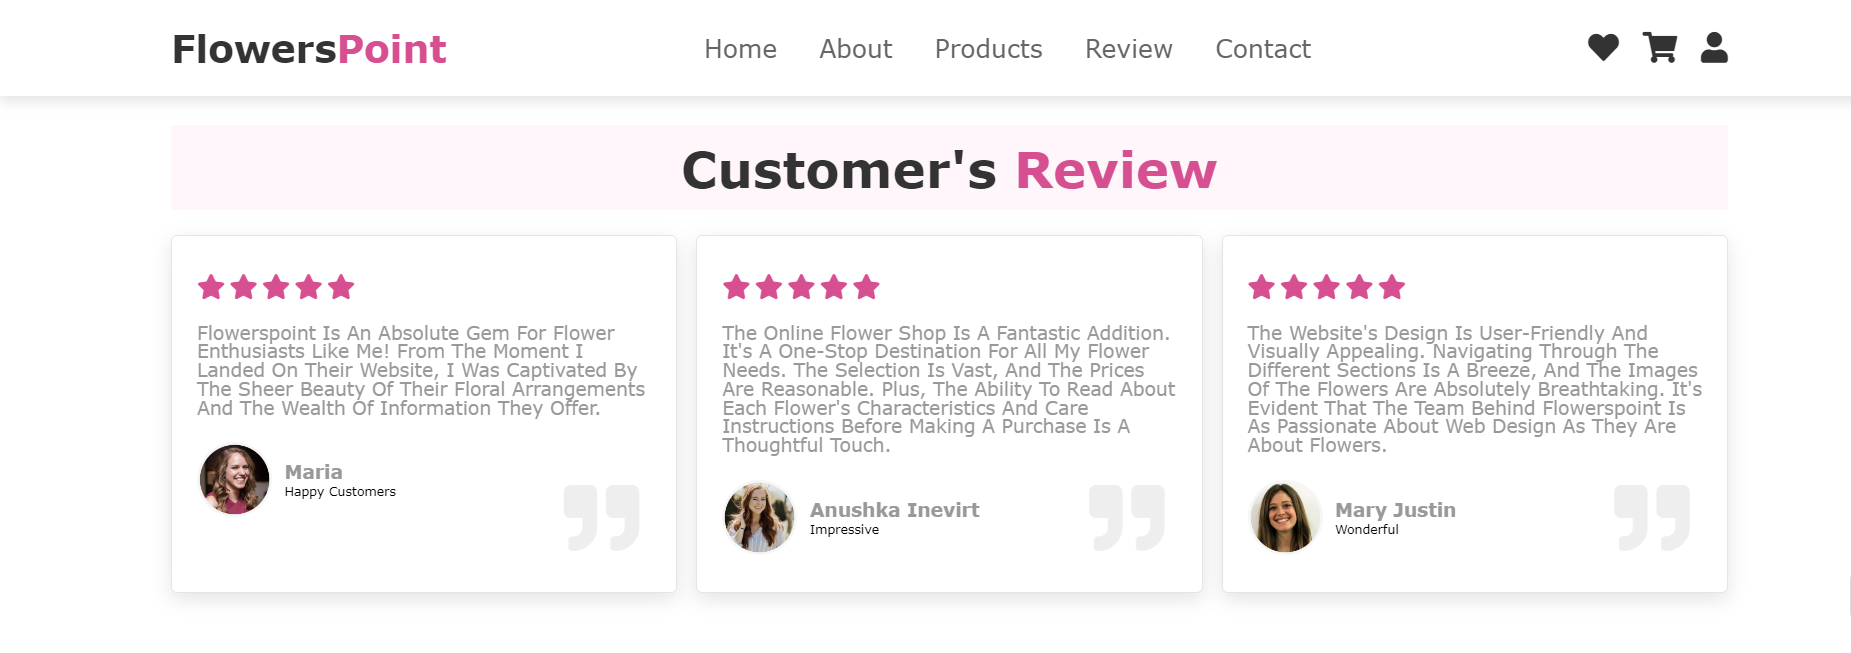 FlowersPoint
Home About Products Review Contact
Customer's Review
Flowerspoint Is An Absolute Gem For Flower
Enthusiasts Like Me! From The Moment I
Landed On Their Website, I Was Captivated By
The Sheer Beauty Of Their Floral Arrangements
And The Wealth Of Information They Offer.
Maria
Happy Customers
The Online Flower Shop Is A Fantastic Addition.
It's A One-Stop Destination For All My Flower
Needs. The Selection Is Vast, And The Prices
Are Reasonable. Plus, The Ability To Read About
Each Flower's Characteristics And Care
Instructions Before Making A Purchase Is A
Thoughtful Touch.
Anushka Inevirt
Impressive
The Website's Design Is User-Friendly And
Visually Appealing. Navigating Through The
Different Sections Is A Breeze, And The Images
Of The Flowers Are Absolutely Breathtaking. It's
Evident That The Team Behind Flowerspoint Is
As Passionate About Web Design As They Are
About Flowers.
Mary Justin
Wonderful